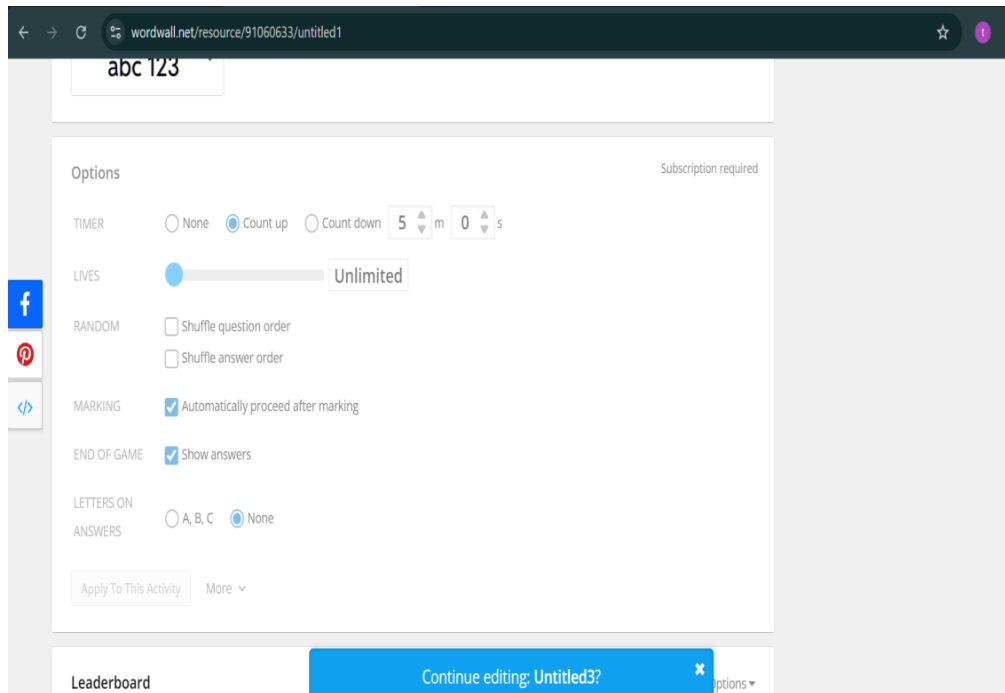 wordwall.net/resource/91060633/untitled1
t
abc 123
Options
Subscription required
TIMER None Count up Count down 5 m 0 s
LIVES Unlimited
RANDOM Shuffle question order
Shuffle answer order
MARKING Automatically proceed after marking
END OF GAME Show answers
LETTERS ON ANSWERS A, B, C None
Apply To This Activity More
Continue editing: Untitled3?
Leaderboard
Options